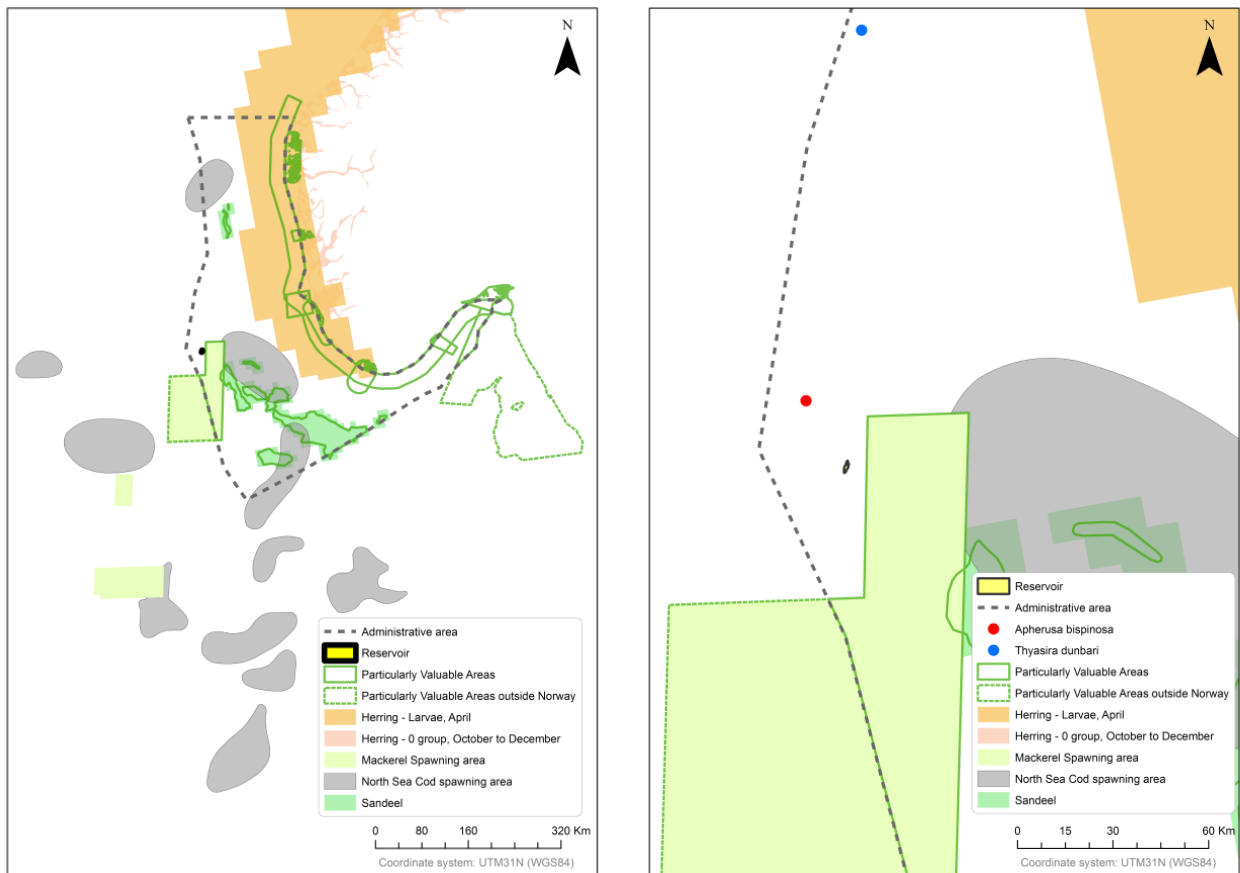 N
Administrative area
Reservoir
Particularly Valuable Areas
Particularly Valuable Areas outside Norway
Herring - Larvae, April
Herring - 0 group, October to December
Mackerel Spawning area
North Sea Cod spawning area
Sandeel
0 80 160 320 Km
Coordinate system: UTM31N (WGS84)
N
Reservoir
Administrative area
Apherusa bispinosa
Thyasira dunbari
Particularly Valuable Areas
Particularly Valuable Areas outside Norway
Herring - Larvae, April
Herring - 0 group, October to December
Mackerel Spawning area
North Sea Cod spawning area
Sandeel
0 15 30 60 Km
Coordinate system: UTM31N (WGS84)